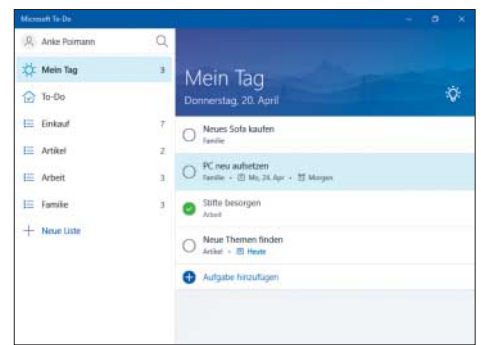 Microsoft To-Do
Anke Poimann
Mein Tag 3
To-Do
Einkauf 7
Artikel 2
Arbeit 3
Familie 3
Neue Liste
Mein Tag
Donnerstag, 20. April
Neues Sofa kaufen
Familie
PC neu aufsetzen
Familie • Mo, 24. Apr • Morgen
Stifte besorgen
Arbeit
Neue Themen finden
Artikel • Heute
Aufgabe hinzufügen